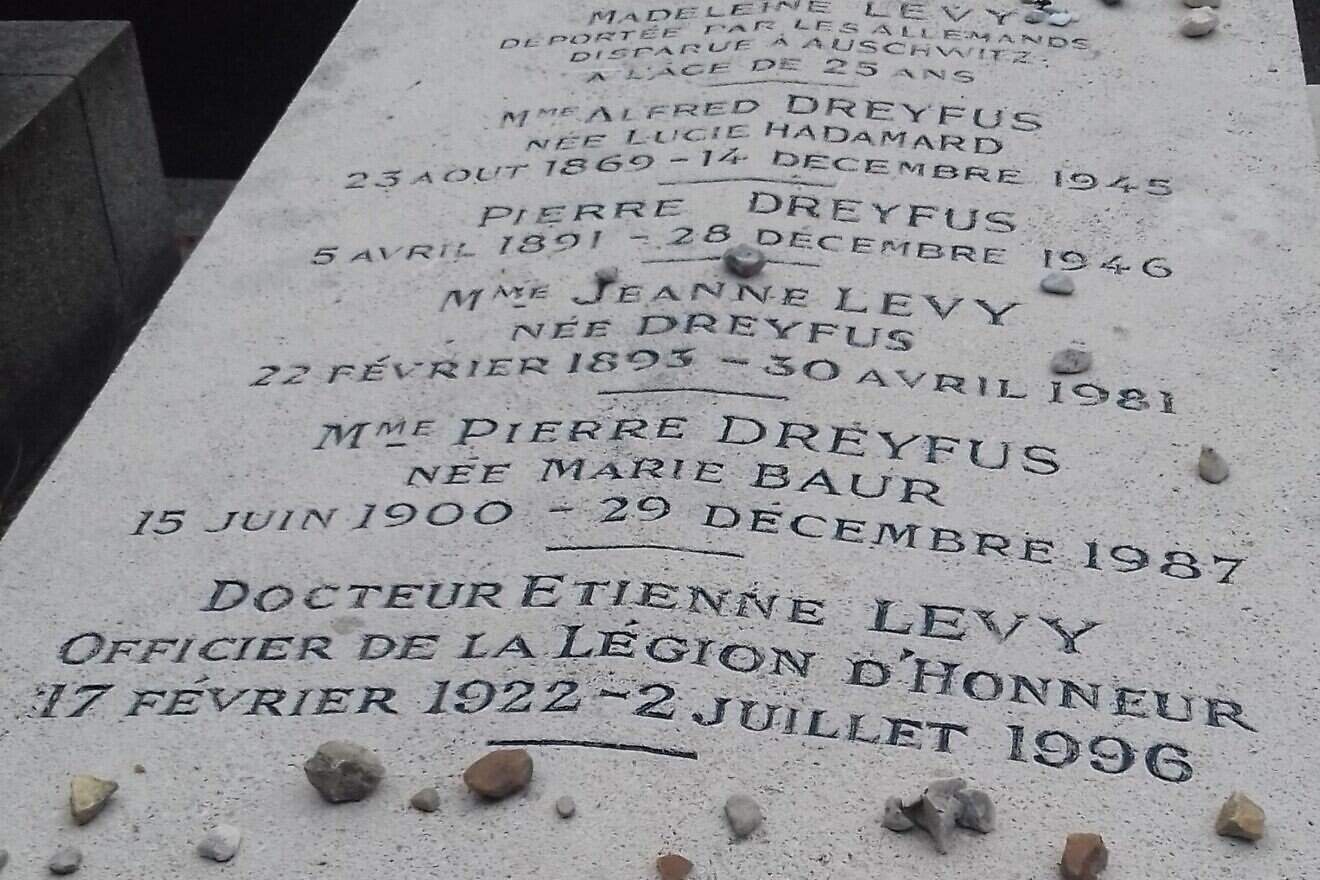 MADELEINE LEVY
DÉPORTÉE PAR LES ALLEMANDS,
DISPARUE À AUSCHWITZ.
A L'AGE DE 25 ANS
MME ALFRED DREYFUS
NÉE LUCIE HADAMARD
23 AOUT 1869 - 14 DÉCEMBRE 1945
PIERRE DREYFUS
5 AVRIL 1891 - 28 DÉCEMBRE 1946
MME JEANNE LEVY
NÉE DREYFUS
22 FÉVRIER 1893 - 30 AVRIL 1981
MME PIERRE DREYFUS
NÉE MARIE BAUR
15 JUIN 1900 - 29 DÉCEMBRE 1987
DOCTEUR ETIENNE LEVY
OFFICIER DE LA LÉGION D'HONNEUR
17 FÉVRIER 1922 - 2 JUILLET 1996